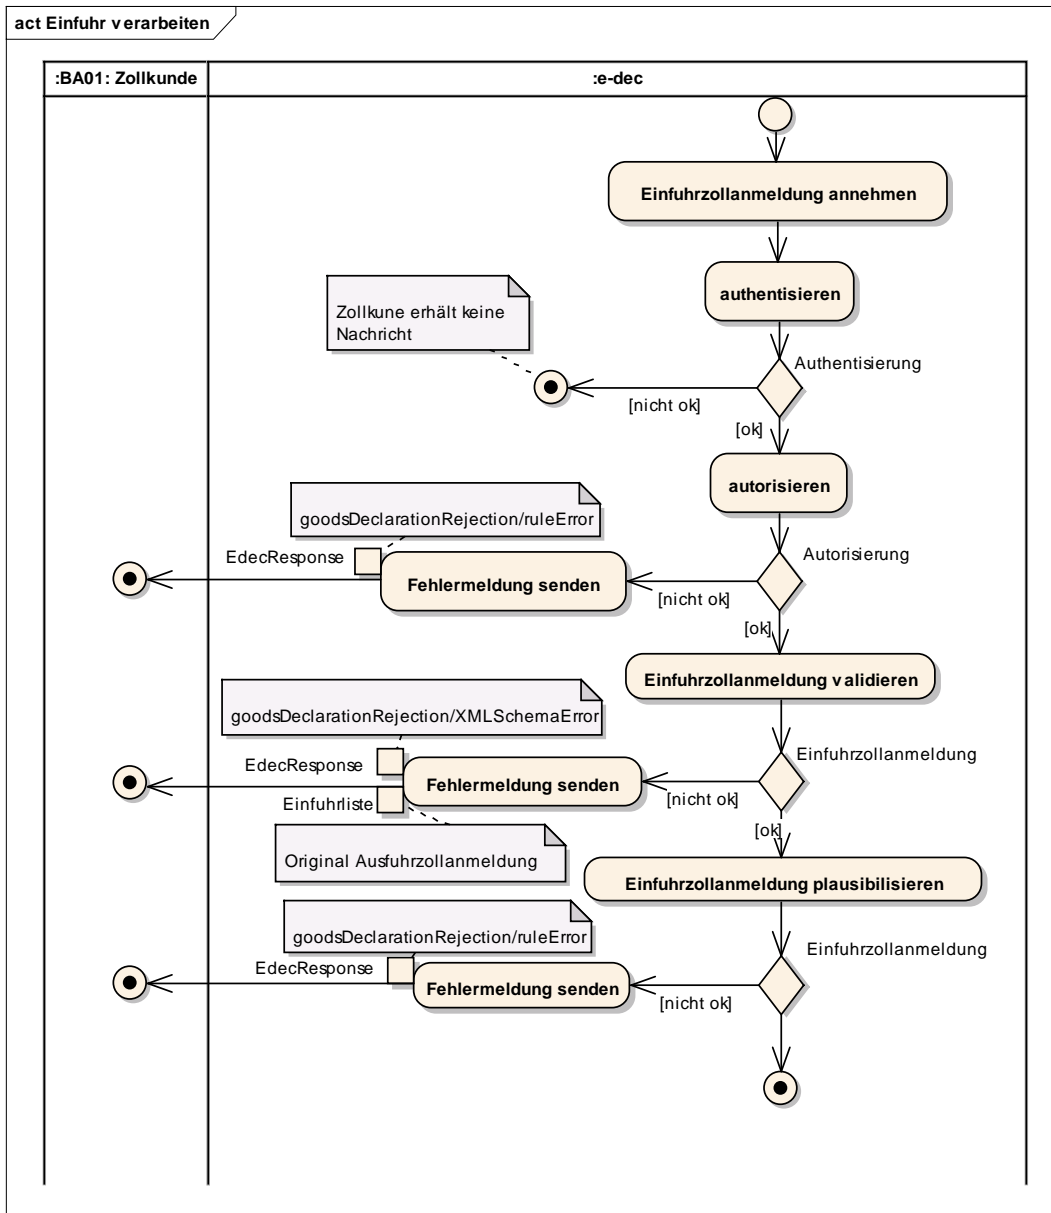 act Einfuhr verarbeiten
:BA01: Zollkunde
:e-dec
Einfuhrzollanmeldung annehmen
authentisieren
Zollkune erhält keine
Nachricht
Authentisierung
[nicht ok]
[ok]
autorisieren
goodsDeclarationRejection/ruleError
EdecResponse
Fehlermeldung senden
Autorisierung
[nicht ok]
[ok]
Einfuhrzollanmeldung validieren
goodsDeclarationRejection/XMLSchemaError
EdecResponse
Einfuhrliste
Fehlermeldung senden
Einfuhrzollanmeldung
[nicht ok]
[ok]
Original Ausfuhrzollanmeldung
Einfuhrzollanmeldung plausibilisieren
goodsDeclarationRejection/ruleError
EdecResponse
Fehlermeldung senden
Einfuhrzollanmeldung
[nicht ok]